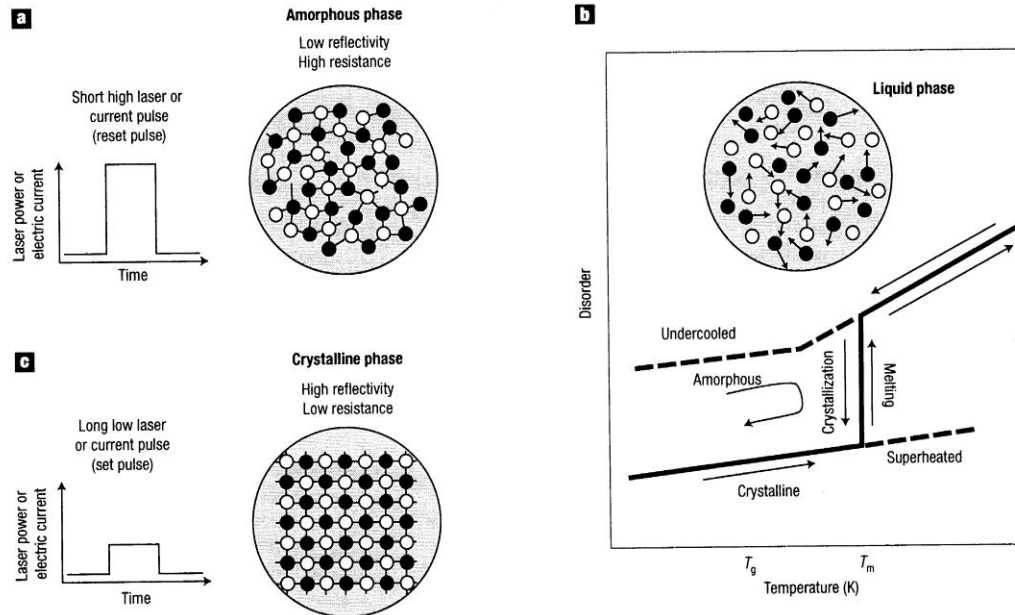 a
Amorphous phase
Low reflectivity
High resistance
Short high laser or
current pulse
(reset pulse)
Laser power or
electric current
Time
c
Crystalline phase
High reflectivity
Low resistance
Long low laser
or current pulse
(set pulse)
Laser power or
electric current
Time
b
Liquid phase
Disorder
Undercooled
Amorphous
Crystallization
Melting
Superheated
Crystalline
Tg
Tm
Temperature (K)